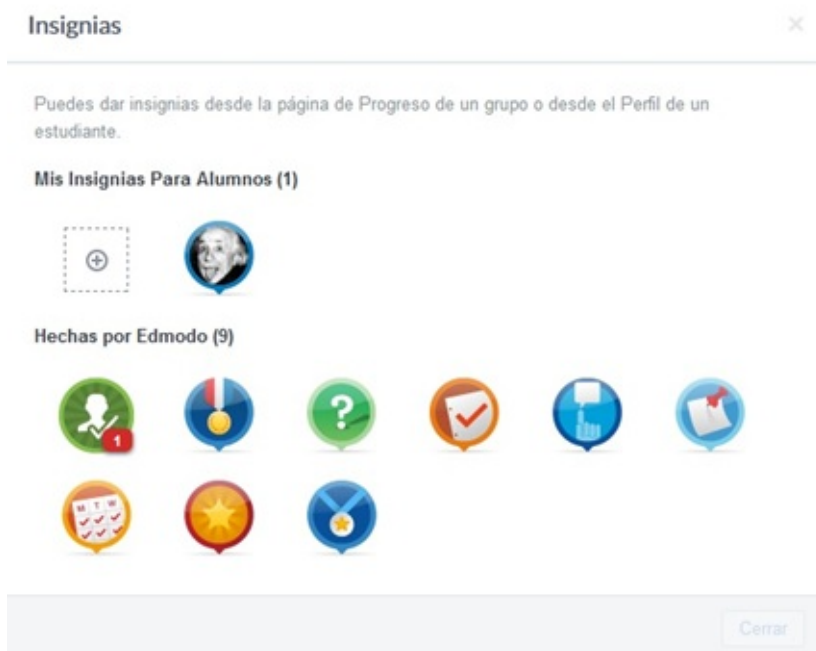 Insignias
Puedes dar insignias desde la página de Progreso de un grupo o desde el Perfil de un
estudiante.
Mis Insignias Para Alumnos (1)
Hechas por Edmodo (9)
?
1
M T W
Cerrar